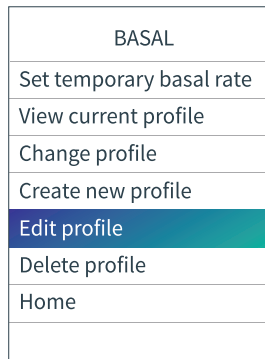 BASAL
Set temporary basal rate
View current profile
Change profile
Create new profile
Edit profile
Delete profile
Home